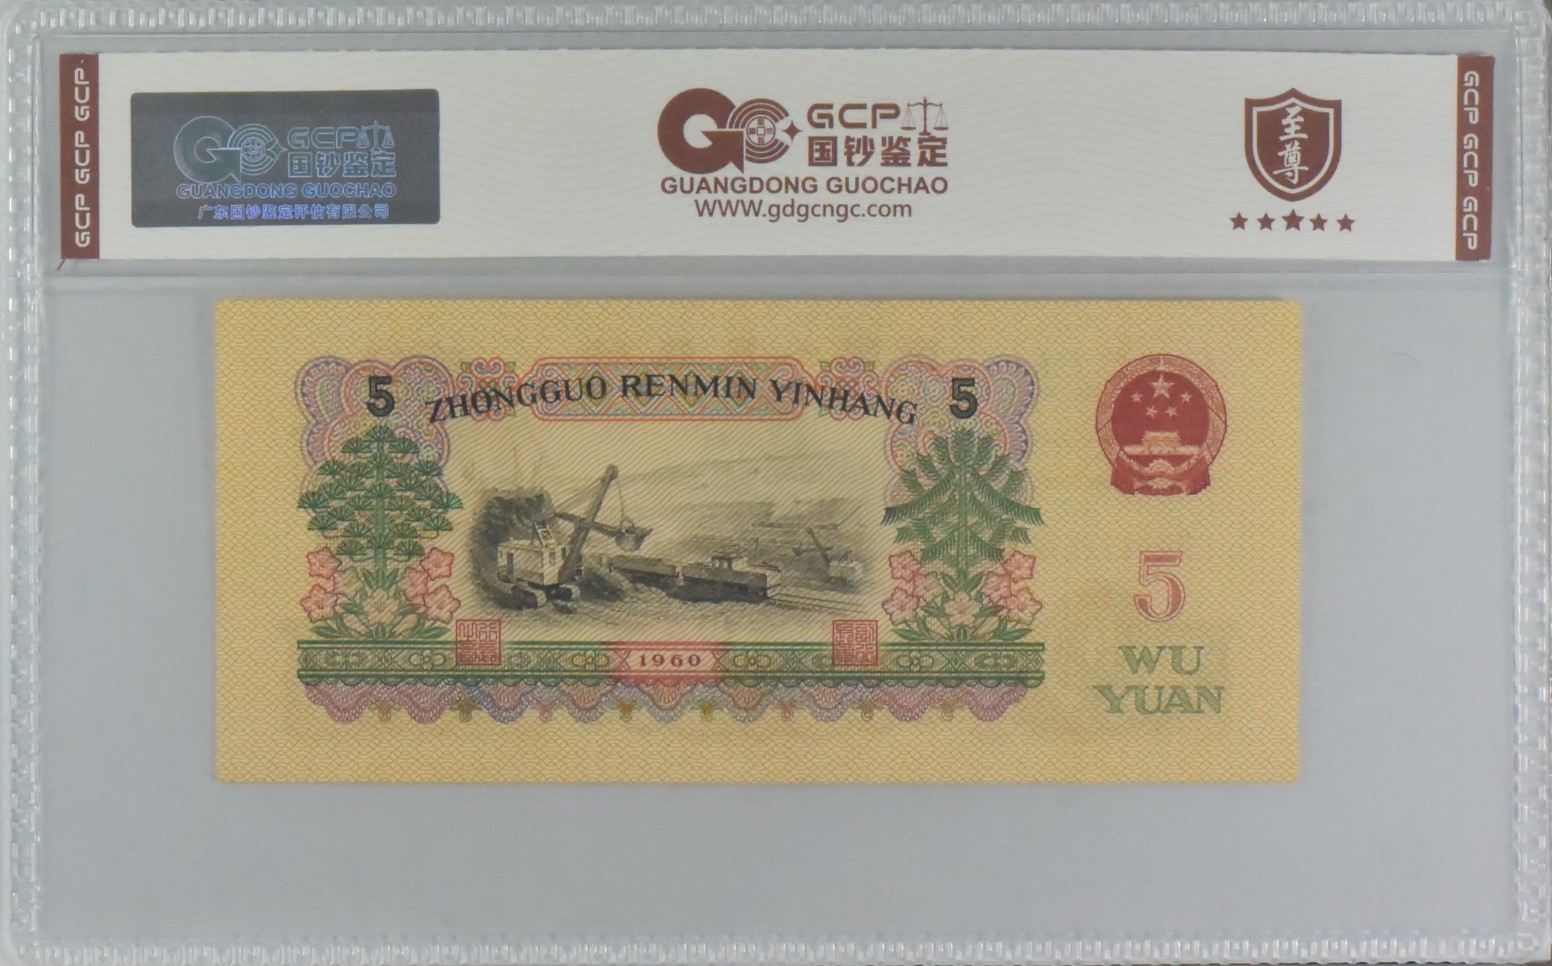 GCP GCP GCP
GCP
国钞鉴定
GUANGDONG GUOCHAO
广东国钞鉴定评估有限公司
GCP
国钞鉴定
GUANGDONG GUOCHAO
WWW.gdgcngc.com
至尊
GCP GCP GCP
5
ZHONGGUO RENMIN YINHANG
5
5
WU
YUAN
1960